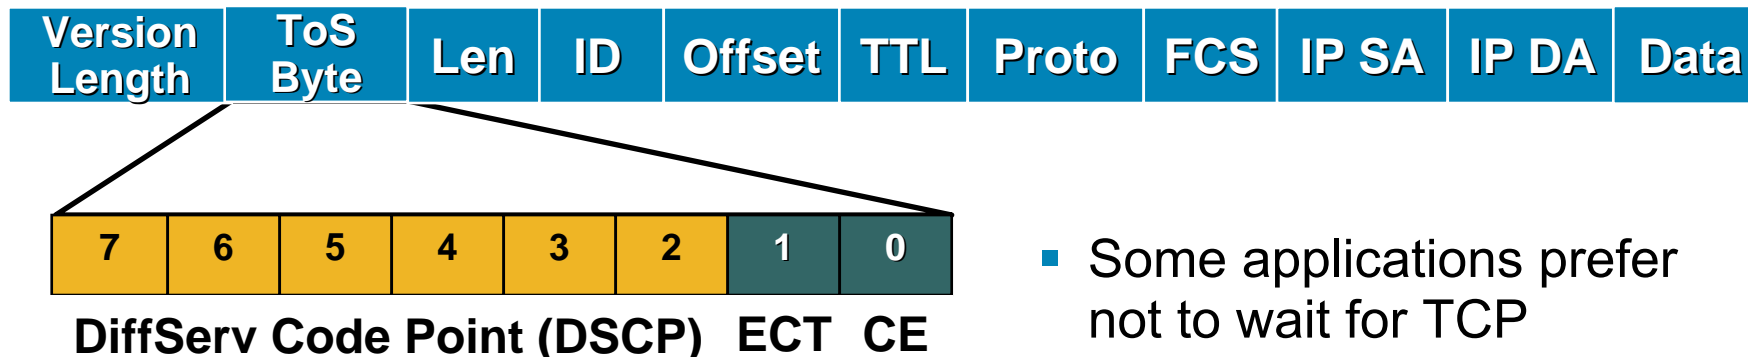 Version Length ToS Byte Len ID Offset TTL Proto FCS IP SA IP DA Data
7 6 5 4 3 2 1 0
DiffServ Code Point (DSCP) ECT CE
Some applications prefer
not to wait for TCP